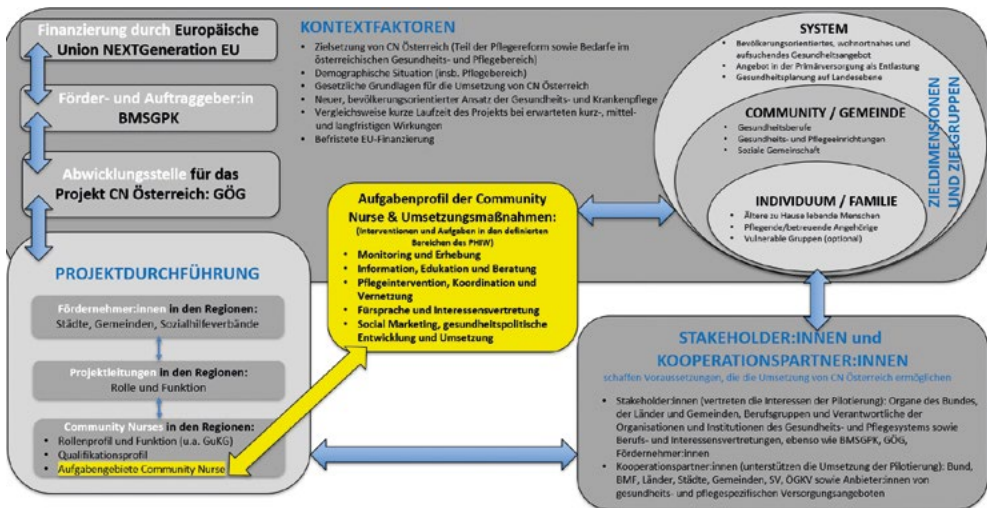 Finanzierung durch Europäische
Union NEXTGeneration EU
Förder- und Auftraggeber:in
BMSGPK
Abwicklungsstelle für das
Projekt CN Österreich: GÖG
PROJEKTDURCHFÜHRUNG
Fördernehmer:innen in den Regionen:
Städte, Gemeinden, Sozialhilfeverbände
Projektleitungen in den Regionen:
Rolle und Funktion
Community Nurses in den Regionen:
• Rollenprofil und Funktion (u.a. GuKG)
• Qualifikationsprofil
• Aufgabengebiete Community Nurse
KONTEXTFAKTOREN
• Zielsetzung von CN Österreich (Teil der Pflegereform sowie Bedarfe im
österreichischen Gesundheits- und Pflegebereich)
• Demographische Situation (insb. Pflegebereich)
• Gesetzliche Grundlagen für die Umsetzung von CN Österreich
• Neuer, bevölkerungsorientierter Ansatz der Gesundheits- und Krankenpflege
• Vergleichsweise kurze Laufzeit des Projekts bei erwarteten kurz-, mittel-
und langfristigen Wirkungen
• Befristete EU-Finanzierung
Aufgabenprofil der Community
Nurse & Umsetzungsmaßnahmen:
(Interventionen und Aufgaben in den definierten
Bereichen des PHIW)
• Monitoring und Erhebung
• Information, Edukation und Beratung
• Pflegeintervention, Koordination und
Vernetzung
• Fürsprache und Interessensvertretung
• Social Marketing, gesundheitspolitische
Entwicklung und Umsetzung
SYSTEM
• Bevölkerungsorientiertes, wohnortnahes und
aufsuchendes Gesundheitsangebot
• Angebot in der Primärversorgung als Entlastung
• Gesundheitsplanung auf Landesebene
COMMUNITY / GEMEINDE
• Gesundheitsberufe
• Gesundheits- und Pflegeeinrichtungen
• Soziale Gemeinschaft
INDIVIDUUM / FAMILIE
• Ältere zu Hause lebende Menschen
• Pflegende/betreuende Angehörige
• Vulnerable Gruppen (optional)
ZIELDIMENSIONEN
UND ZIELGRUPPEN
STAKEHOLDER:INNEN und
KOOPERATIONSPARTNER:INNEN
schaffen Voraussetzungen, die die Umsetzung von CN Österreich ermöglichen
• Stakeholder:innen (vertreten die Interessen der Pilotierung): Organe des Bundes,
der Länder und Gemeinden, Berufsgruppen und Verantwortliche der
Organisationen und Institutionen des Gesundheits- und Pflegesystems sowie
Berufs- und Interessensvertretungen, ebenso wie BMSGPK, GÖG,
Fördernehmer:innen
• Kooperationspartner:innen (unterstützen die Umsetzung der Pilotierung): Bund,
BMF, Länder, Städte, Gemeinden, SV, ÖGKV sowie Anbieter:innen von
gesundheits- und pflegespezifischen Versorgungsangeboten